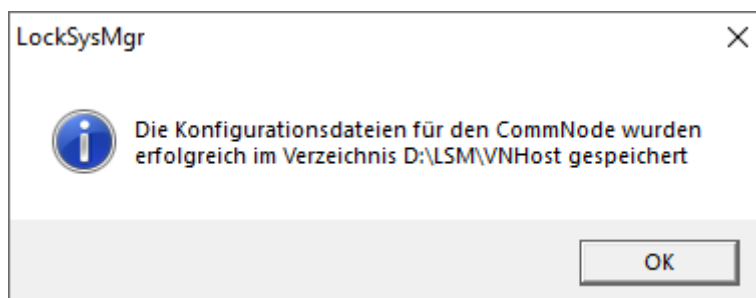 LockSysMgr
Die Konfigurationsdateien für den CommNode wurden
erfolgreich im Verzeichnis D:\LSM\VNHost gespeichert
OK